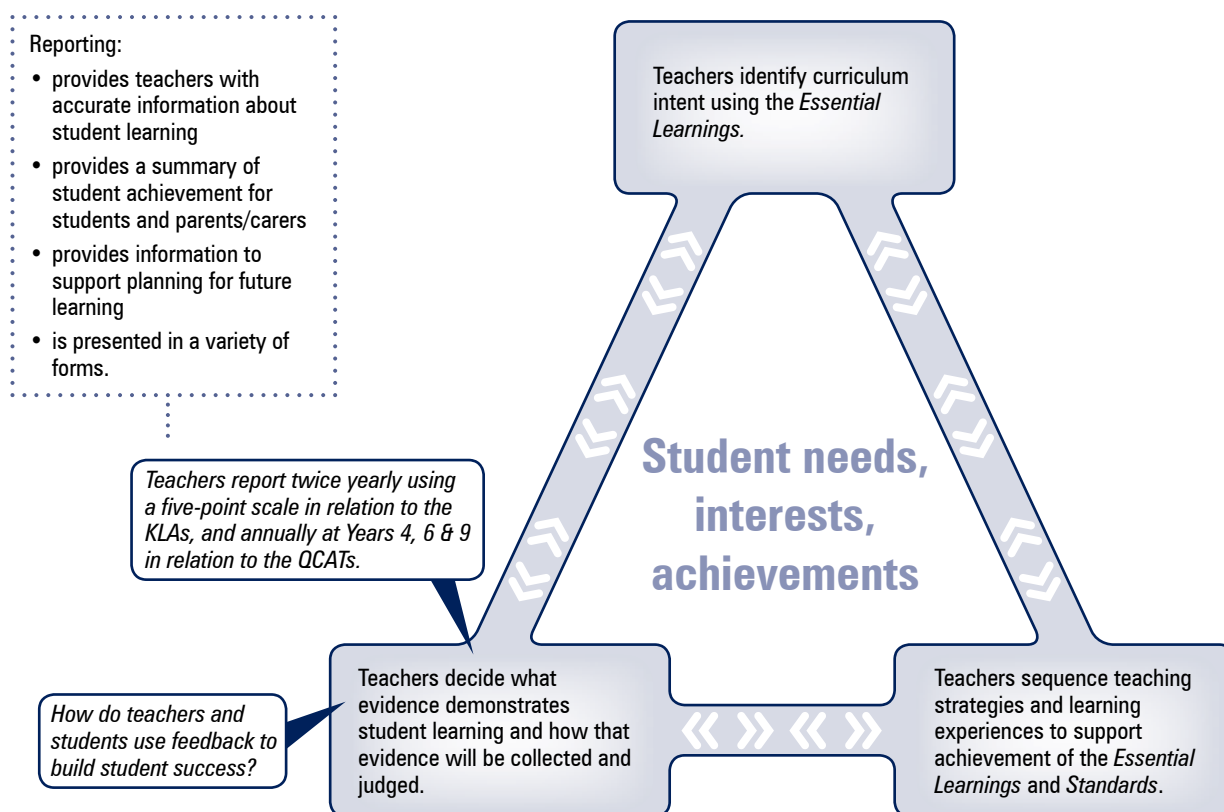 Reporting:
• provides teachers with
accurate information about
student learning
• provides a summary of
student achievement for
students and parents/carers
• provides information to
support planning for future
learning
• is presented in a variety of
forms.
Teachers identify curriculum
intent using the Essential
Learnings.
Student needs,
interests,
achievements
Teachers report twice yearly using
a five-point scale in relation to the
KLAs, and annually at Years 4, 6 & 9
in relation to the QCATs.
How do teachers and
students use feedback to
build student success?
Teachers decide what
evidence demonstrates
student learning and how that
evidence will be collected and
judged.
Teachers sequence teaching
strategies and learning
experiences to support
achievement of the Essential
Learnings and Standards.